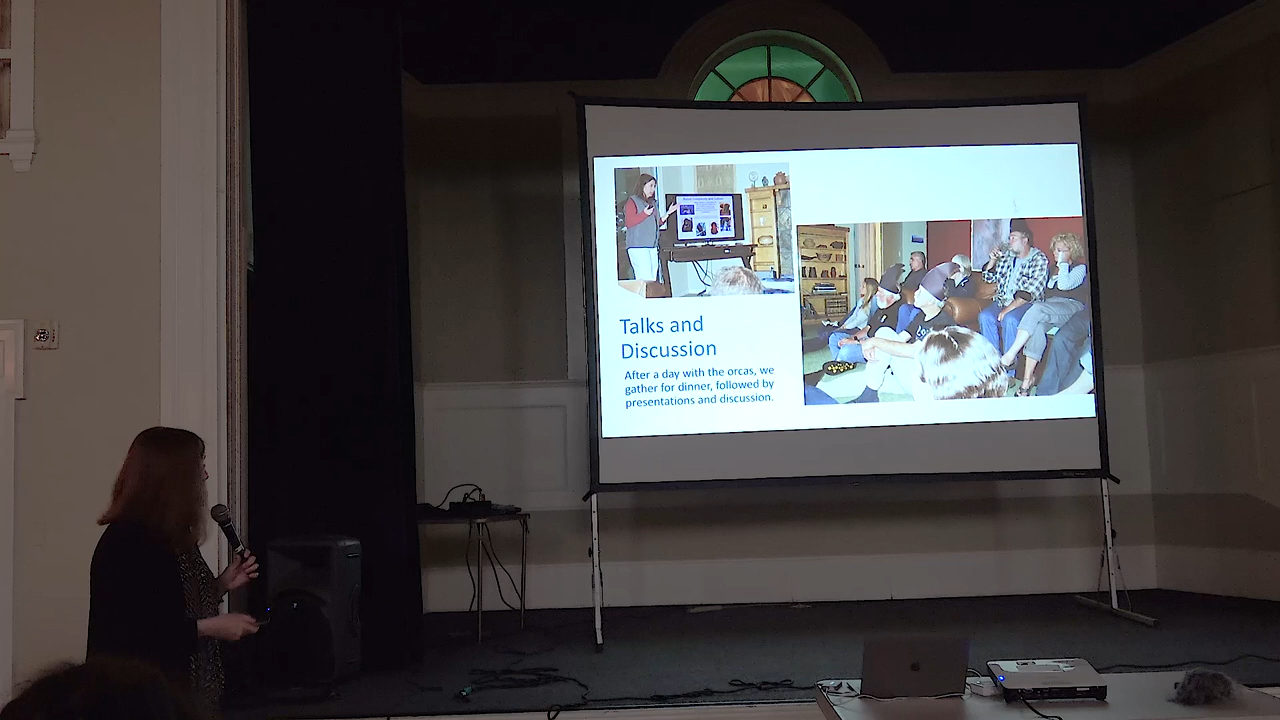 Talks and
Discussion
After a day with the orcas, we
gather for dinner, followed by
presentations and discussion.